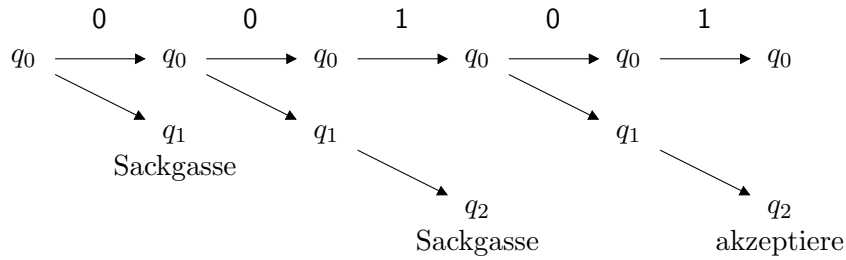 0 0 1 0 1
q₀ q₀ q₀ q₀ q₀ q₀
q₁ q₁ q₁
Sackgasse
q₂ q₂
Sackgasse akzeptiere